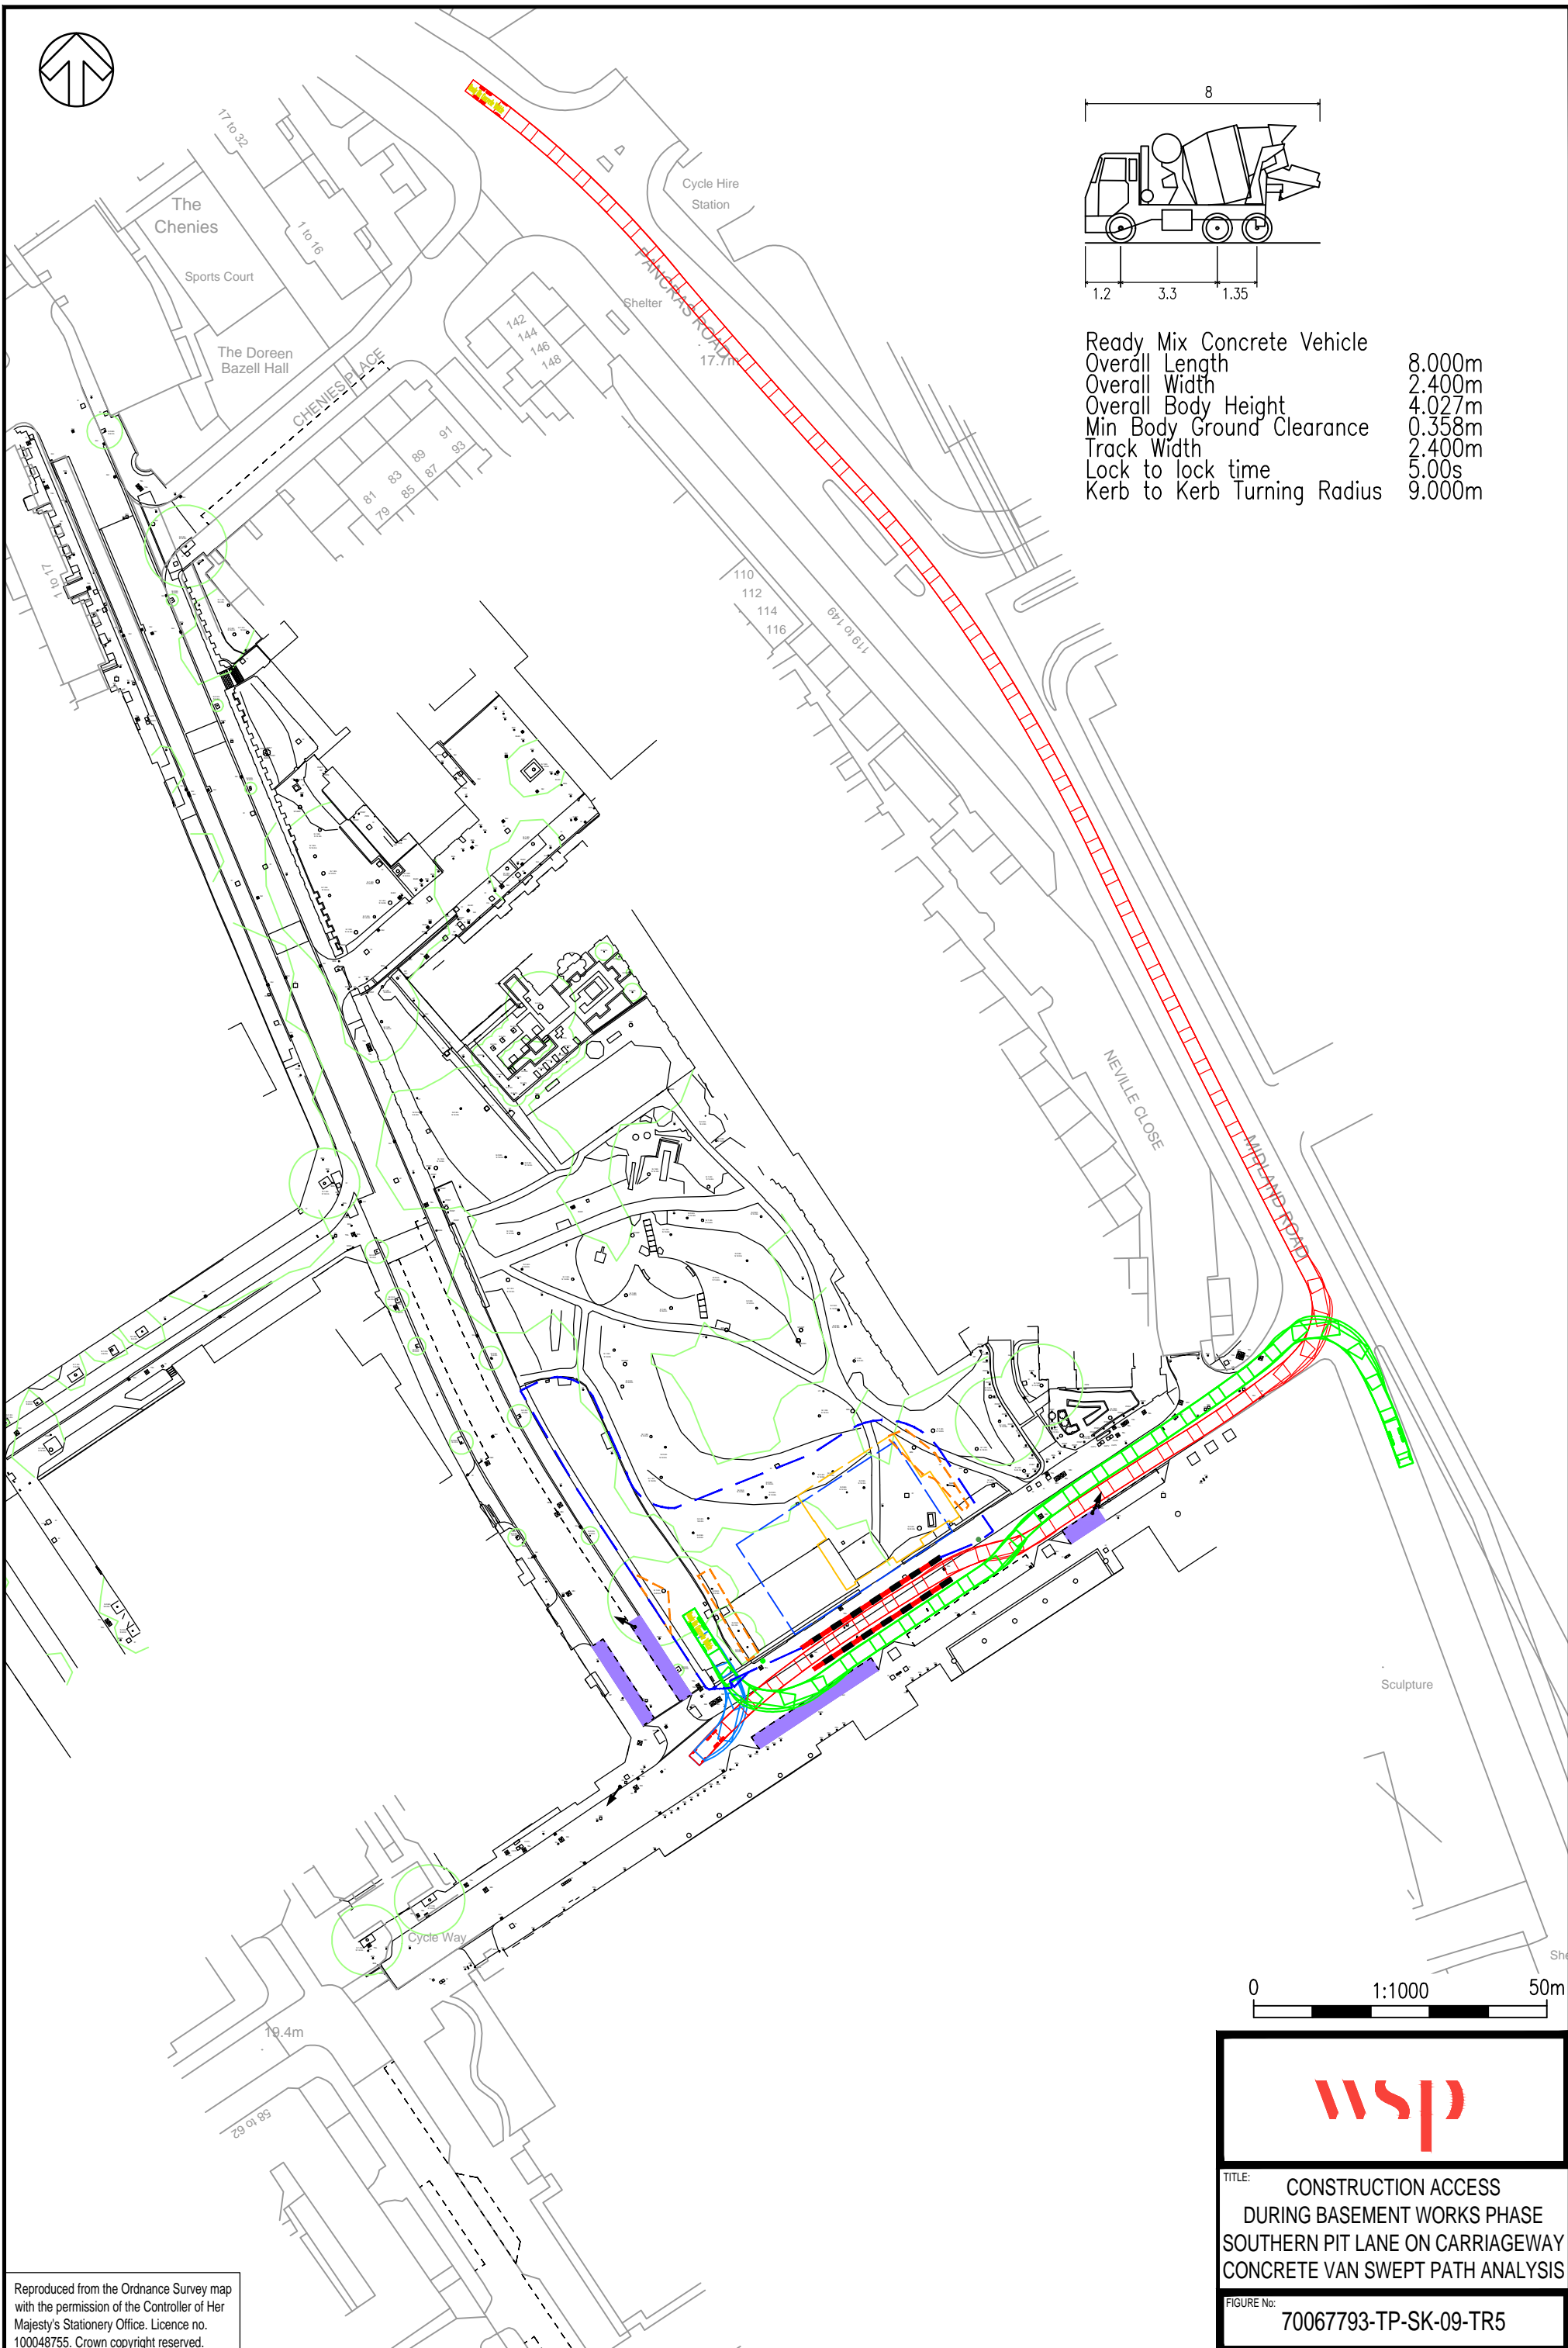 17 to 32
The
Chenies
1 to 16
Sports Court
The Doreen
Bazell Hall
CHENIES PLACE
142
144
146
148
Shelter
Cycle Hire
Station
PANCRAS ROAD
17.7m
81
83
89
91
79
85
87
93
1 to 17
110
112
114
116
119 to 149
NEVILLE CLOSE
MIDLAND ROAD
Sculpture
Cycle Way
19.4m
58 to 62
8
1.2
3.3
1.35
Ready Mix Concrete Vehicle
Overall Length 8.000m
Overall Width 2.400m
Overall Body Height 4.027m
Min Body Ground Clearance 0.358m
Track Width 2.400m
Lock to lock time 5.00s
Kerb to Kerb Turning Radius 9.000m
0 1:1000 50m
wsp
TITLE:
CONSTRUCTION ACCESS
DURING BASEMENT WORKS PHASE
SOUTHERN PIT LANE ON CARRIAGEWAY
CONCRETE VAN SWEPT PATH ANALYSIS
FIGURE No:
70067793-TP-SK-09-TR5
Reproduced from the Ordnance Survey map
with the permission of the Controller of Her
Majesty's Stationery Office. Licence no.
100048755. Crown copyright reserved.